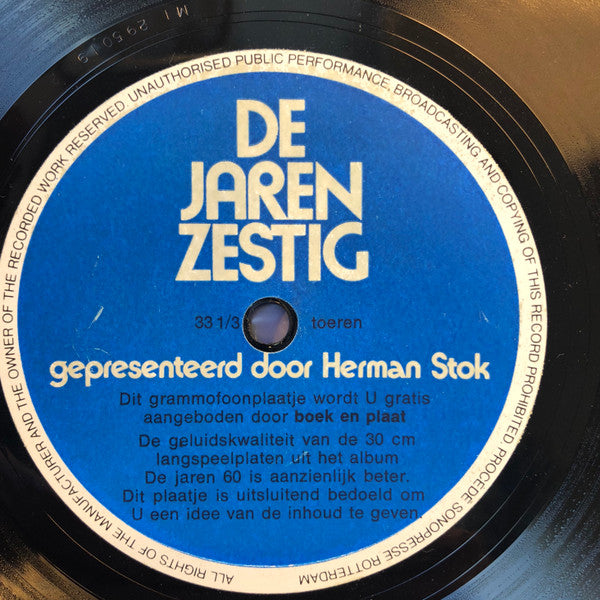 MI 295019
DE
JAREN
ZESTIG
33 1/3 toeren
gepresenteerd door Herman Stok
Dit grammofoonplaatje wordt U gratis
aangeboden door boek en plaat
De geluidskwaliteit van de 30 cm
langspeelplaten uit het album
De jaren 60 is aanzienlijk beter.
Dit plaatje is uitsluitend bedoeld om
U een idee van de inhoud te geven.
ALL RIGHTS OF THE MANUFACTURER AND THE OWNER OF THE RECORDED WORK RESERVED. UNAUTHORISED PUBLIC PERFORMANCE, BROADCASTING AND COPYING OF THIS RECORD PROHIBITED. PROCEDE SONOPRESSE ROTTERDAM